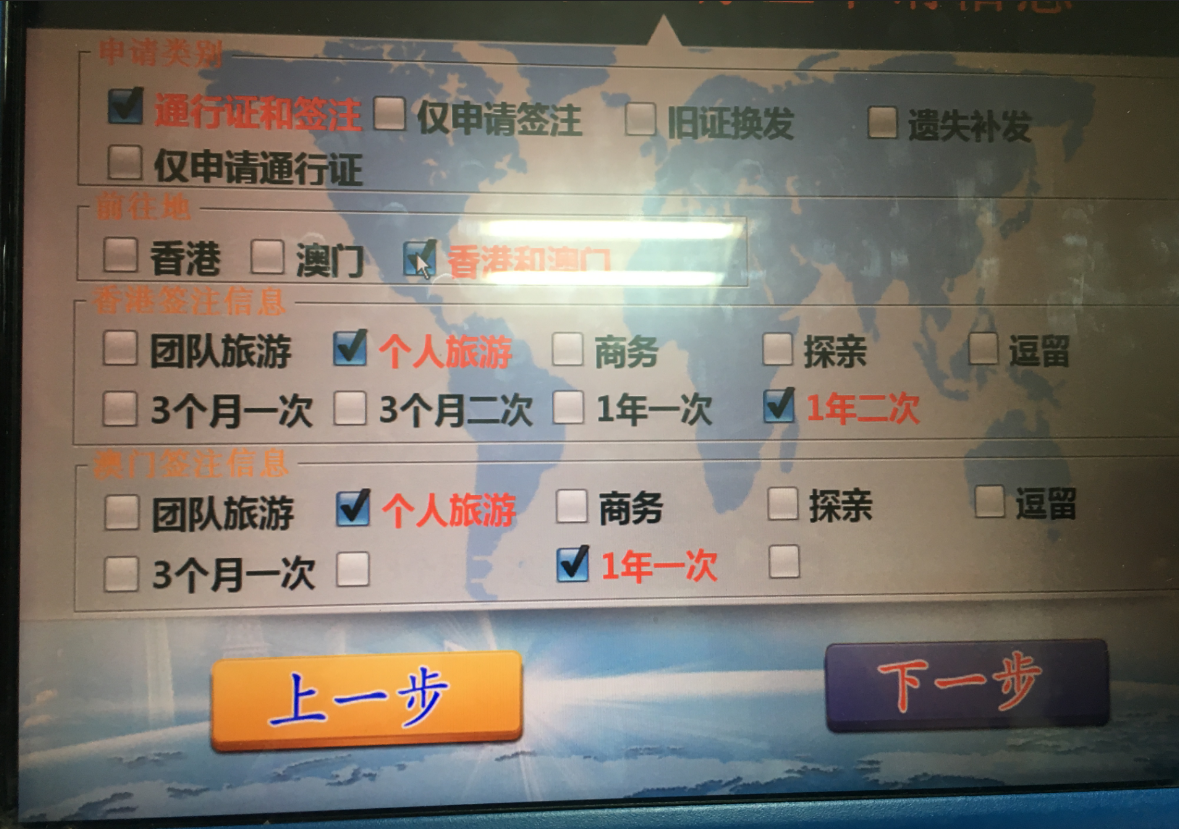 申请类别
通行证和签注 仅申请签注 旧证换发 遗失补发
仅申请通行证
前往地
香港 澳门 香港和澳门
香港签注信息
团队旅游 个人旅游 商务 探亲 逗留
3个月一次 3个月二次 1年一次 1年二次
澳门签注信息
团队旅游 个人旅游 商务 探亲 逗留
3个月一次 1年一次
上一步 下一步